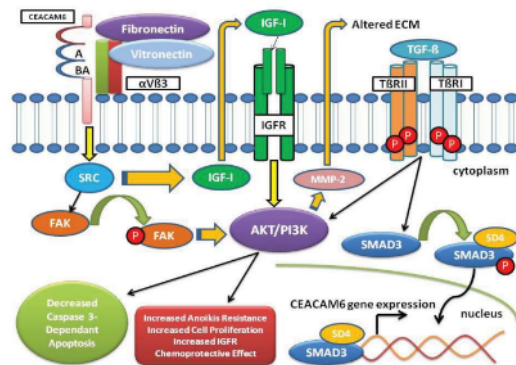 CEACAM6
Fibronectin
Vitronectin
A
BA
αVß3
IGF-I
IGFR
Altered ECM
TGF-ß
TßRII
TßRI
P
P
P
P
cytoplasm
SRC
IGF-I
MMP-2
FAK
P
FAK
AKT/PI3K
SMAD3
SD4
SMAD3
P
Decreased
Caspase 3-
Dependant
Apoptosis
Increased Anoikis Resistance
Increased Cell Proliferation
Increased IGFR
Chemoprotective Effect
CEACAM6 gene expression
nucleus
SD4
SMAD3